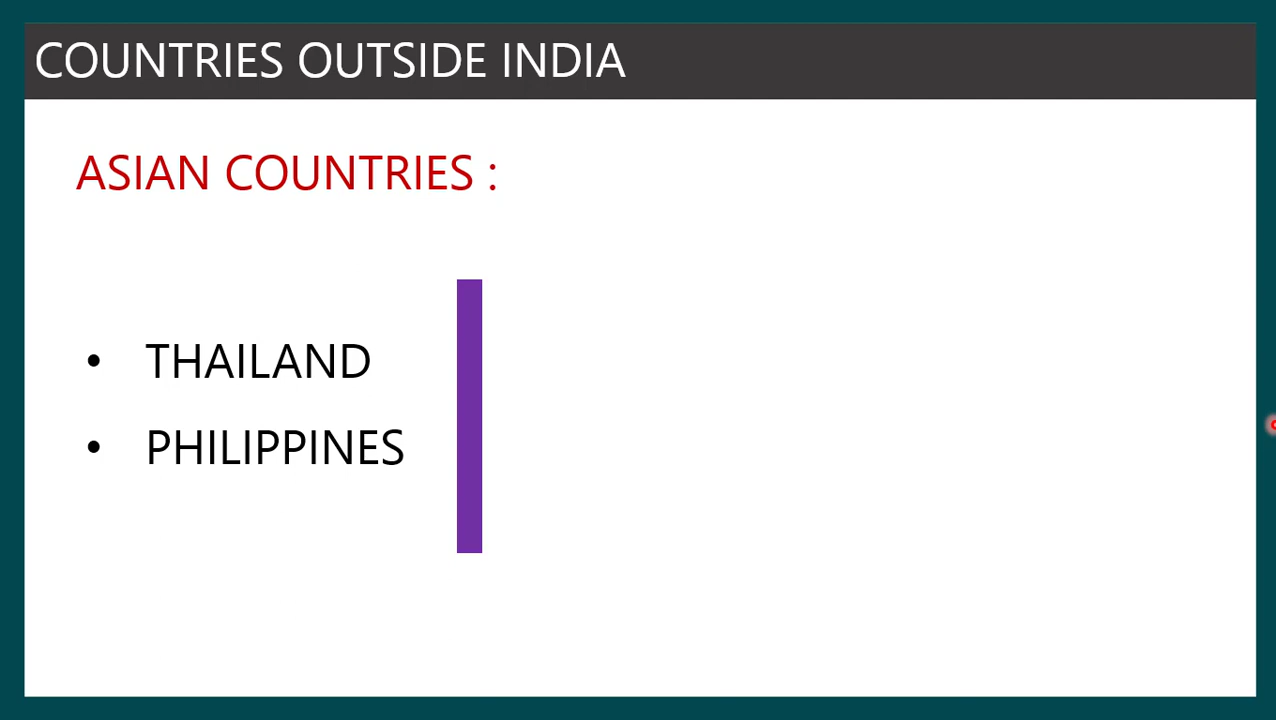 COUNTRIES OUTSIDE INDIA
ASIAN COUNTRIES :
• THAILAND
• PHILIPPINES